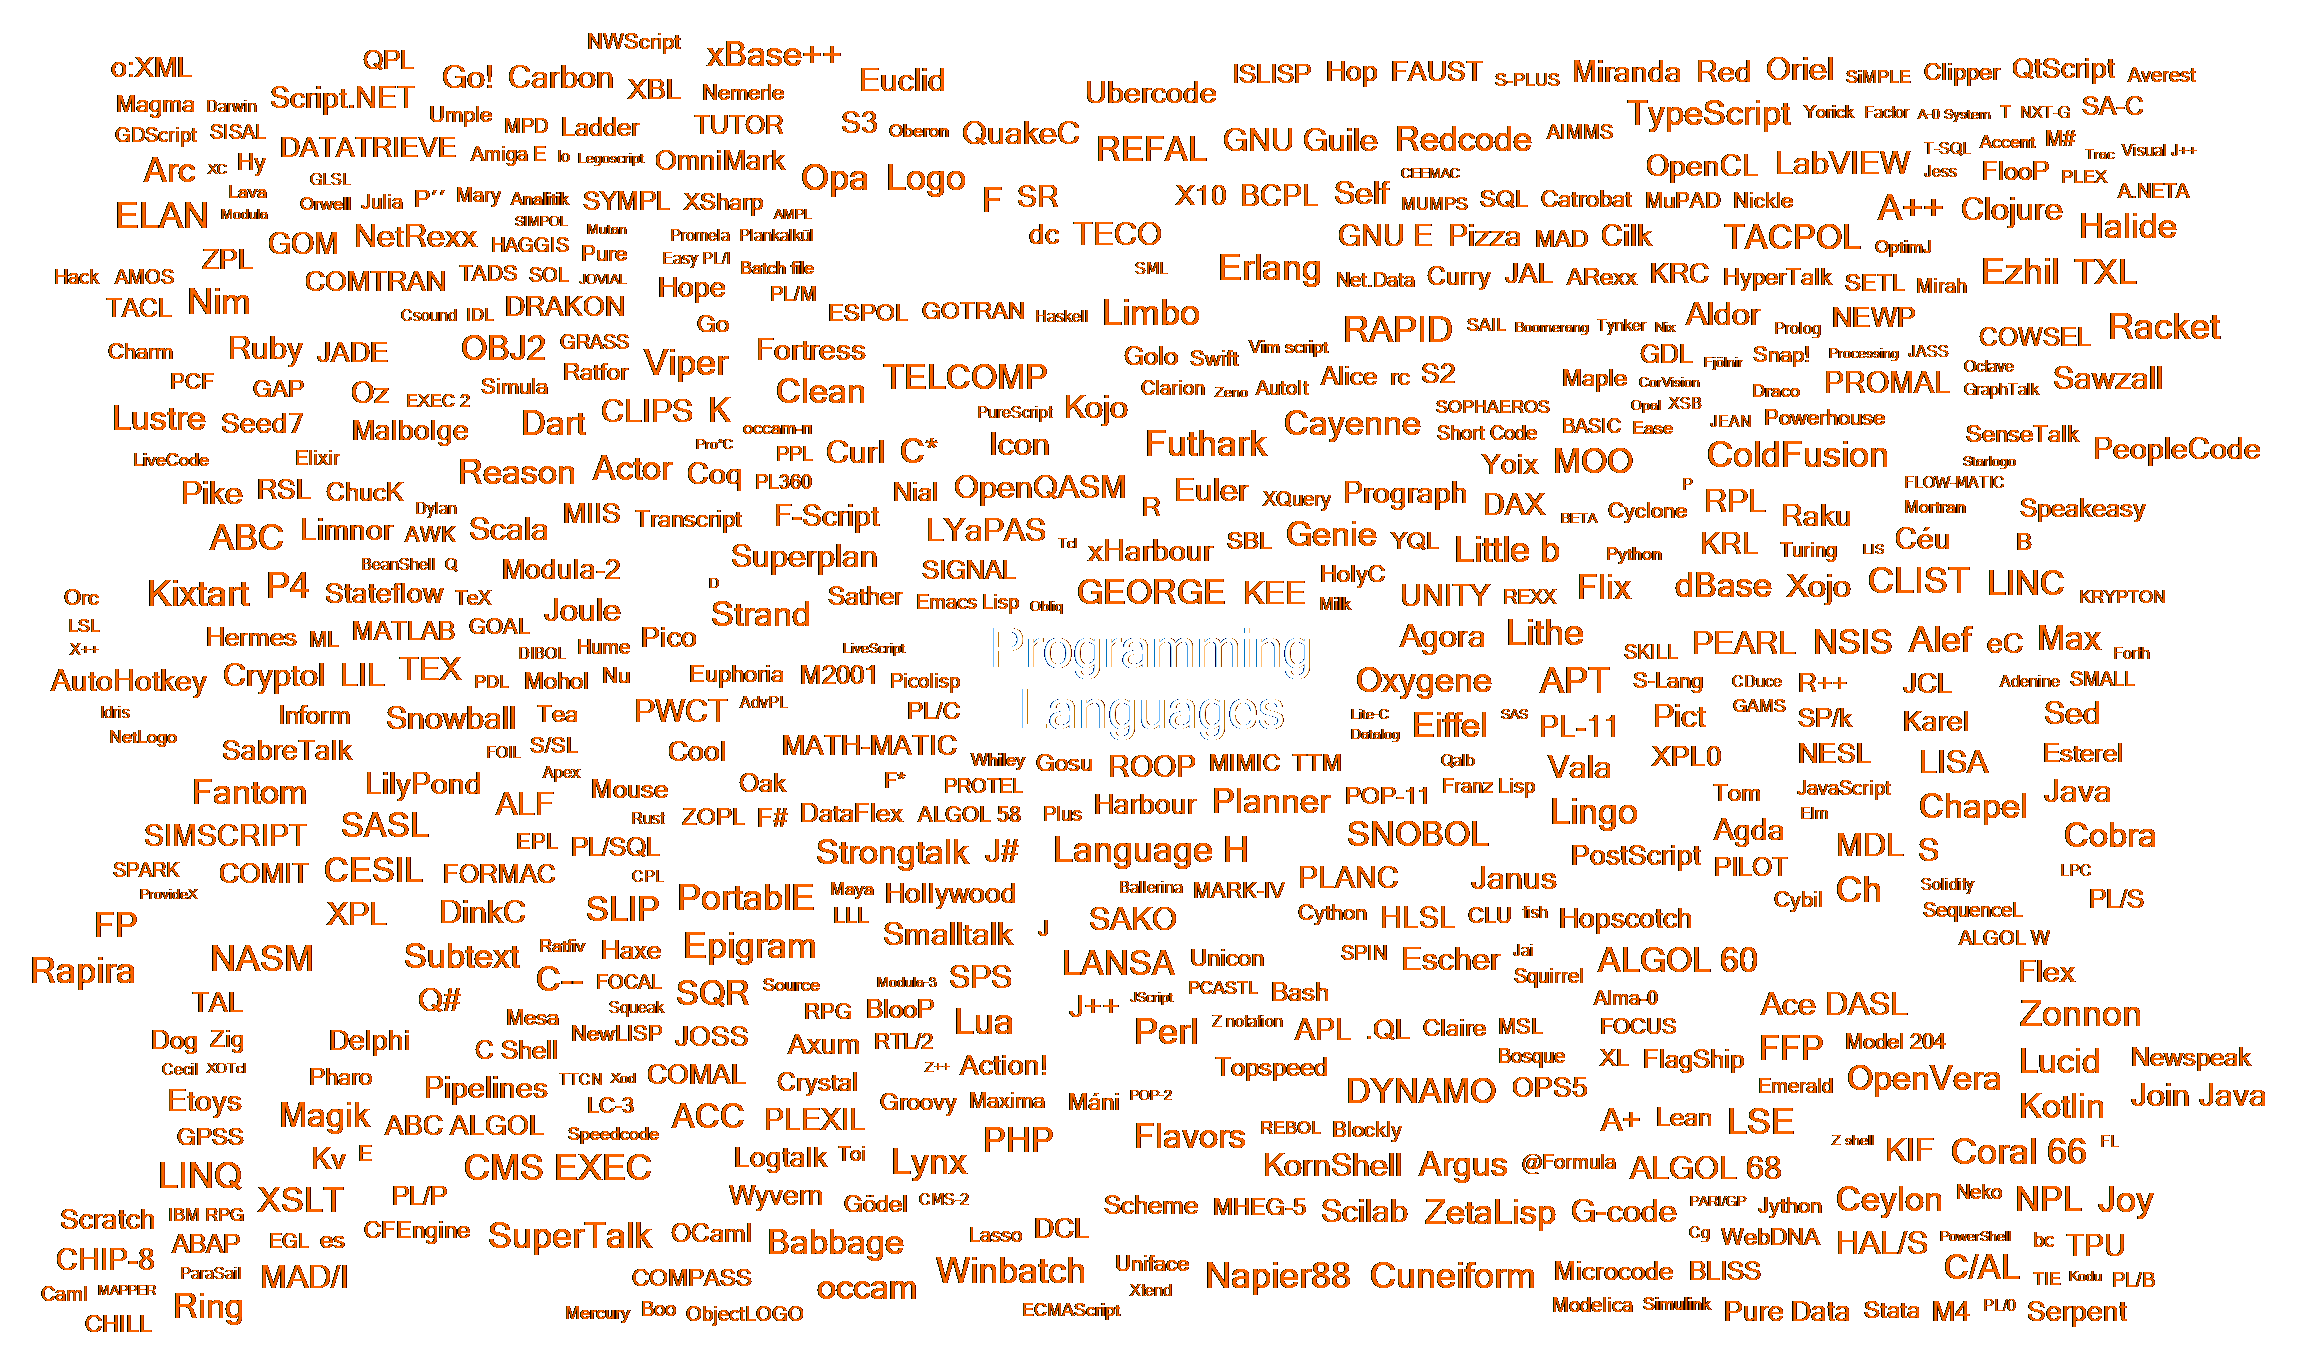 NWScript
o:XML QPL Go! Carbon XBL xBase++ Nemerle Euclid Ubercode ISLISP Hop FAUST S-PLUS Miranda Red Oriel SiMPLE Clipper QtScript Averest
Magma Darwin Script.NET Umple MPD Ladder TUTOR S3 Oberon QuakeC REFAL GNU Guile Redcode AIMMS TypeScript Yorick Factor A-0 System T NXT-G SA-C
GDScript SISAL DATATRIEVE Amiga E Io Legoscript OmniMark Opa Logo CEEMAC OpenCL LabVIEW T-SQL Accent M# Trac Visual J++
Arc XC Hy GLSL Jess FlooP PLEX A.NETA
Lava Orwell Julia P′′ Mary Analitik SYMPL XSharp AMPL F SR X10 BCPL Self MUMPS SQL Catrobat MuPAD Nickle A++ Clojure Halide
ELAN Modula SIMPOL Mutan
GOM NetRexx HAGGIS Pure Promela Plankalkül dc TECO GNU E Pizza MAD Cilk TACPOL OptimJ
ZPL Easy PL/I Batch file SML Erlang Net.Data Curry JAL ARexx KRC HyperTalk SETL Mirah Ezhil TXL
Hack AMOS COMTRAN TADS SOL JOVIAL Hope PL/M
TACL Nim Csound IDL DRAKON Go ESPOL GOTRAN Haskell Limbo RAPID SAIL Boomerang Tynker Nix Aldor Prolog NEWP COWSEL Racket
Charm Ruby JADE OBJ2 GRASS Viper Fortress Golo Swift Vim script GDL Fjölnir Snap! Processing JASS Octave
PCF GAP Oz EXEC 2 Simula Ratfor Clean TELCOMP Clarion Zeno AutoIt Alice rc S2 Maple CorVision Draco PROMAL GraphTalk Sawzall
Lustre Seed7 Malbolge Dart CLIPS K Pro*C occam-π PureScript Kojo Cayenne SOPHAEROS Short Code BASIC Opal XSB Ease JEAN Powerhouse SenseTalk
LiveCode Elixir Reason Actor Coq PPL PL360 Curl C* Icon Futhark Yoix MOO ColdFusion Starlogo PeopleCode
Pike RSL ChucK Dylan Nial OpenQASM R Euler XQuery Prograph DAX BETA Cyclone P RPL FLOW-MATIC Mortran Speakeasy
ABC Limnor AWK Scala MIIS Transcript F-Script LYaPAS Tcl xHarbour SBL Genie YQL Little b Python KRL Raku Turing LIS Céu B
BeanShell Q Modula-2 Superplan SIGNAL HolyC
Orc Kixtart P4 Stateflow TeX Joule D Strand Sather Emacs Lisp Obliq GEORGE KEE Milk UNITY REXX Flix dBase Xojo CLIST LINC KRYPTON
LSL Hermes ML MATLAB GOAL DIBOL Hume Pico LiveScript Programming Agora Lithe SKILL PEARL NSIS Alef eC Max Forth
X++ AutoHotkey Cryptol LIL TEX PDL Mohol Nu Euphoria M2001 Picolisp Oxygene APT S-Lang CDuce R++ JCL Adenine SMALL
Idris Inform Snowball Tea PWCT AdvPL PL/C Languages Lite-C Datalog Eiffel SAS PL-11 Pict GAMS SP/k Karel Sed
NetLogo SabreTalk FOIL S/SL Cool MATH-MATIC Whiley Gosu ROOP MIMIC TTM Qalb Vala XPL0 NESL LISA Esterel
Fantom LilyPond ALF Apex Mouse Oak F* PROTEL Harbour Planner POP-11 Franz Lisp Lingo Tom JavaScript Elm Chapel Java
SIMSCRIPT SASL EPL PL/SQL Rust ZOPL F# DataFlex ALGOL 58 Plus SNOBOL Agda MDL S Cobra
SPARK COMIT CESIL FORMAC CPL Strongtalk J# Language H PostScript PILOT
ProvideX XPL DinkC SLIP PortablE Maya LLL Hollywood Ballerina MARK-IV PLANC Janus Cybil Ch Solidify SequenceL LPC PL/S
FP Smalltalk J SAKO Cython HLSL CLU fish Hopscotch ALGOL W
Rapira NASM Subtext Ratfiv Haxe Epigram LANSA Unicon SPIN Escher Jai Squirrel ALGOL 60 Flex
TAL Q# C-- FOCAL Squeak SQR Source Modula-3 SPS J++ JScript PCASTL Bash Alma-0 Ace DASL Zonnon
Dog Zig Delphi Mesa C Shell NewLISP JOSS RPG BlooP Axum RTL/2 Lua Perl Z notation APL .QL Claire MSL FOCUS FFP Model 204
Cecil XOTcl Pharo Pipelines TTCN Xod COMAL Crystal Z++ Action! Topspeed Bosque XL FlagShip Emerald OpenVera Lucid Newspeak
Etoys Magik ABC ALGOL LC-3 Speedcode ACC PLEXIL Groovy Maxima Máni POP-2 DYNAMO OPS5 A+ Lean LSE Kotlin Join Java
GPSS Kv E CMS EXEC Logtalk Toi Lynx PHP Flavors REBOL Blockly KornShell Argus @Formula ALGOL 68 Z shell KIF Coral 66 FL
LINQ XSLT PL/P Wyvern Gödel CMS-2 Scheme MHEG-5 Scilab ZetaLisp G-code PARI/GP Jython Ceylon Neko NPL Joy
Scratch IBM RPG ABAP EGL es CFEngine SuperTalk OCaml Babbage Lasso DCL Cg WebDNA HAL/S PowerShell bc TPU
CHIP-8 ParaSail MAD/I COMPASS occam Winbatch Uniface Xtend Napier88 Cuneiform Microcode BLISS C/AL TIE Kodu PL/B
Caml MAPPER CHILL Ring Mercury Boo ObjectLOGO ECMAScript Modelica Simulink Pure Data Stata M4 PL/0 Serpent